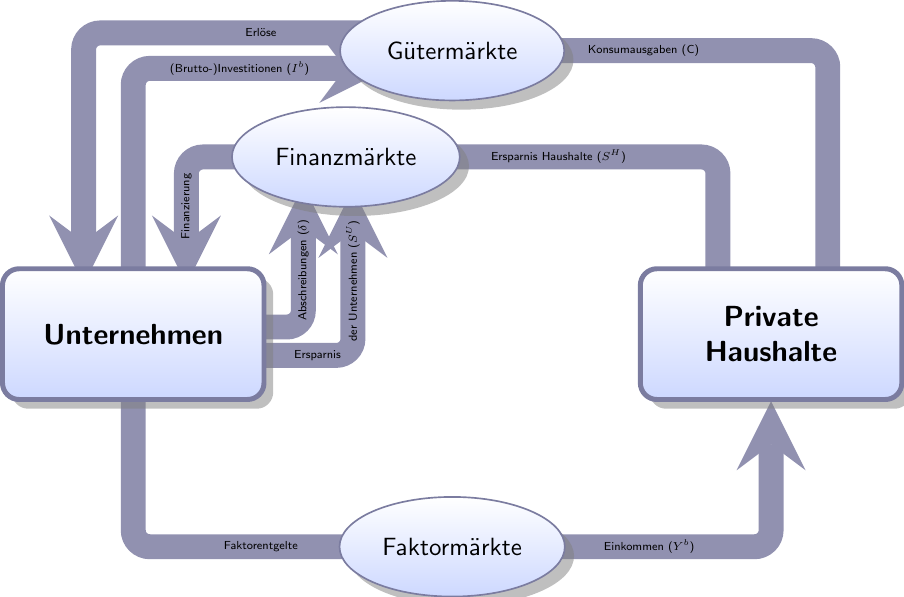 Erlöse
Gütermärkte
Konsumausgaben (C)
(Brutto-)Investitionen (I^b)
Finanzmärkte
Ersparnis Haushalte (S^H)
Finanzierung
Abschreibungen (δ)
der Unternehmen (S^U)
Unternehmen
Ersparnis
Private
Haushalte
Faktorentgelte
Faktormärkte
Einkommen (Y^b)